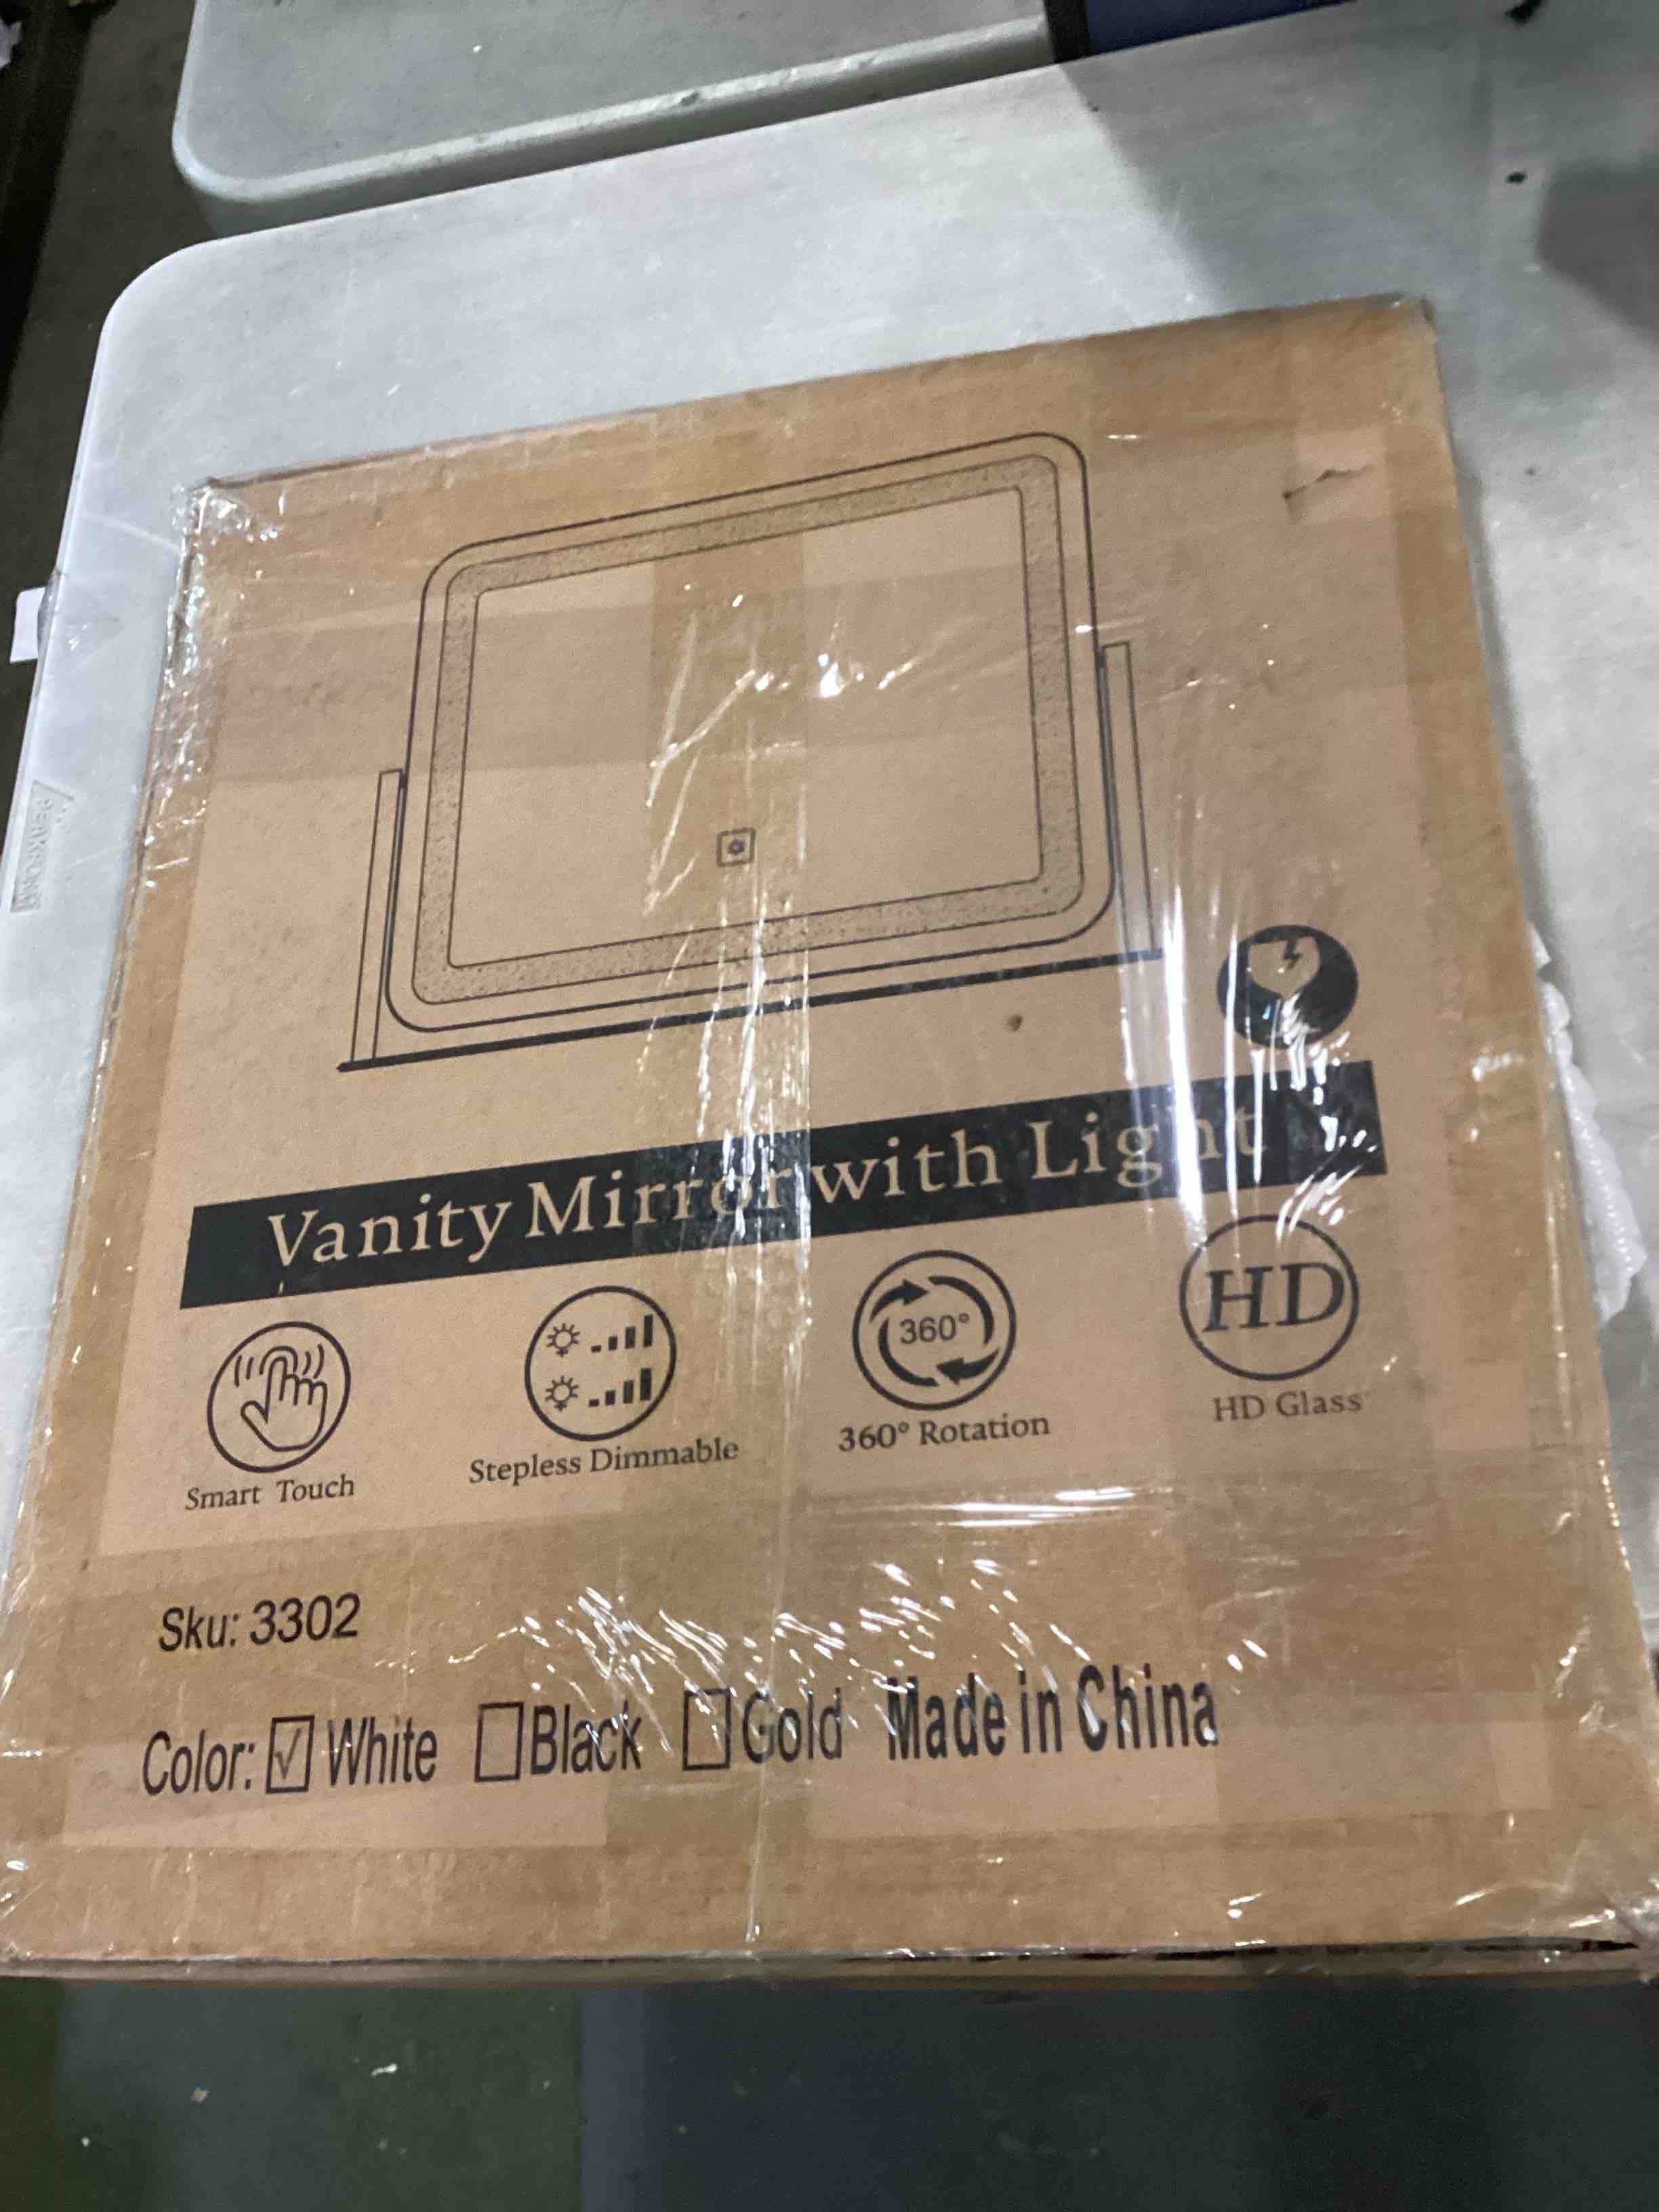 Vanity Mirror with Light
360°
HD
Smart Touch
Stepless Dimmable
360° Rotation
HD Glass
Sku: 3302
Color: ☑ White ☐ Black ☐ Gold Made in China